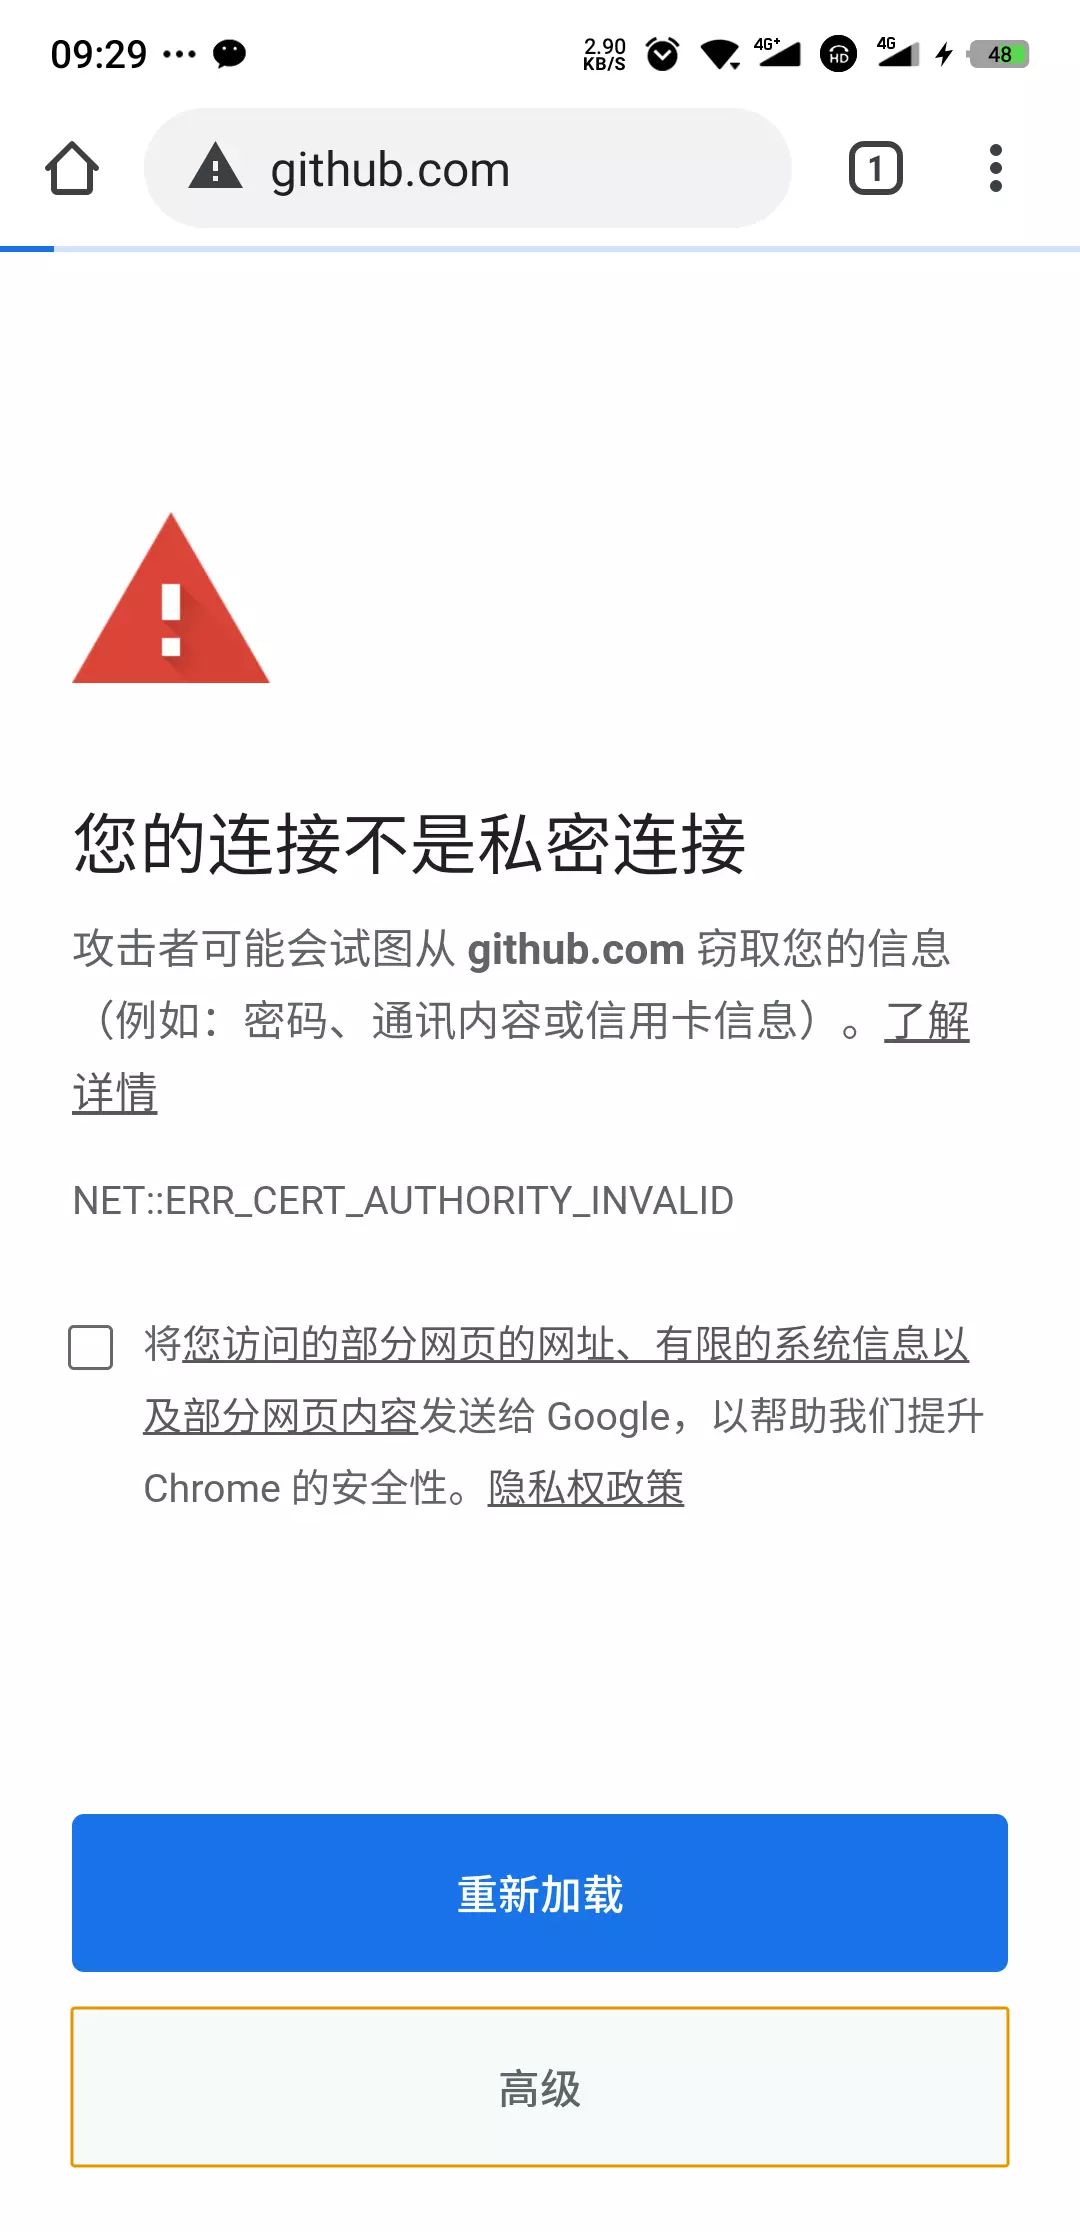 09:29 ··· 2.90 KB/S 4G+ HD 4G 48
github.com 1
您的连接不是私密连接
攻击者可能会试图从 github.com 窃取您的信息
（例如：密码、通讯内容或信用卡信息）。了解
详情
NET::ERR_CERT_AUTHORITY_INVALID
将您访问的部分网页的网址、有限的系统信息以
及部分网页内容发送给 Google，以帮助我们提升
Chrome 的安全性。隐私权政策
重新加载
高级